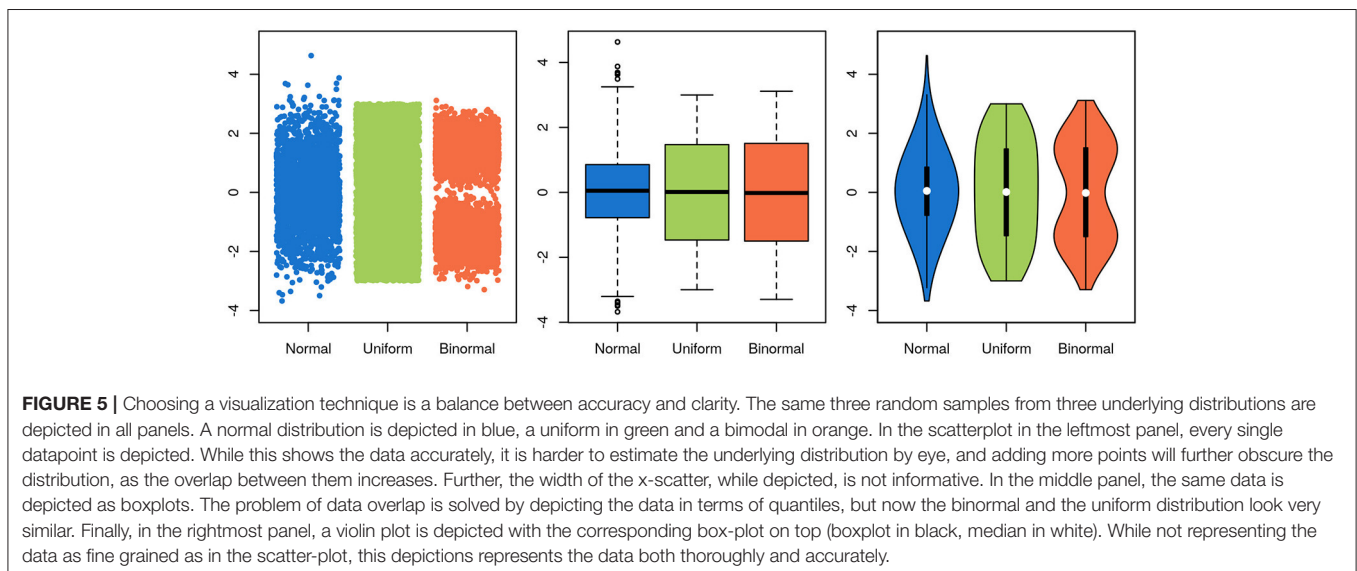 4
2
0
-2
-4
Normal Uniform Binormal
4
2
0
-2
-4
Normal Uniform Binormal
4
2
0
-2
-4
Normal Uniform Binormal
FIGURE 5 | Choosing a visualization technique is a balance between accuracy and clarity. The same three random samples from three underlying distributions are
depicted in all panels. A normal distribution is depicted in blue, a uniform in green and a bimodal in orange. In the scatterplot in the leftmost panel, every single
datapoint is depicted. While this shows the data accurately, it is harder to estimate the underlying distribution by eye, and adding more points will further obscure the
distribution, as the overlap between them increases. Further, the width of the x-scatter, while depicted, is not informative. In the middle panel, the same data is
depicted as boxplots. The problem of data overlap is solved by depicting the data in terms of quantiles, but now the binormal and the uniform distribution look very
similar. Finally, in the rightmost panel, a violin plot is depicted with the corresponding box-plot on top (boxplot in black, median in white). While not representing the
data as fine grained as in the scatter-plot, this depictions represents the data both thoroughly and accurately.